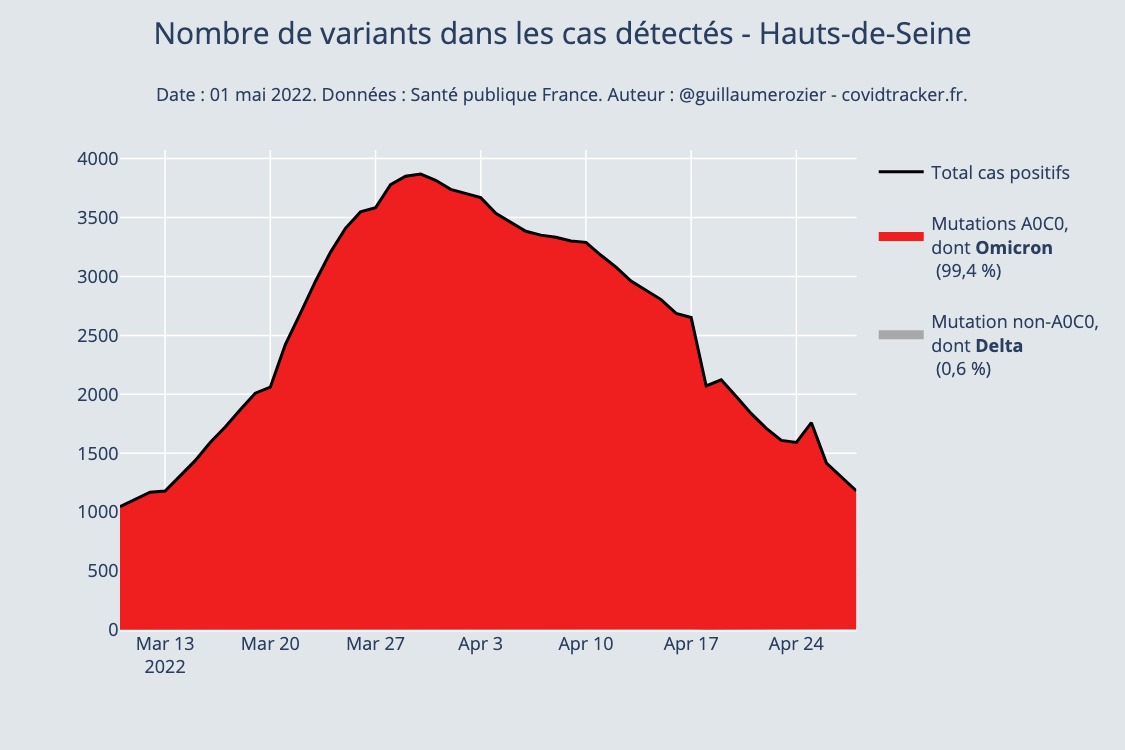 Nombre de variants dans les cas détectés - Hauts-de-Seine
Date : 01 mai 2022. Données : Santé publique France. Auteur : @guillaumerozier - covidtracker.fr.
4000
3500
3000
2500
2000
1500
1000
500
0
Mar 13
2022
Mar 20
Mar 27
Apr 3
Apr 10
Apr 17
Apr 24
Total cas positifs
Mutations A0C0,
dont Omicron
(99,4 %)
Mutation non-A0C0,
dont Delta
(0,6 %)